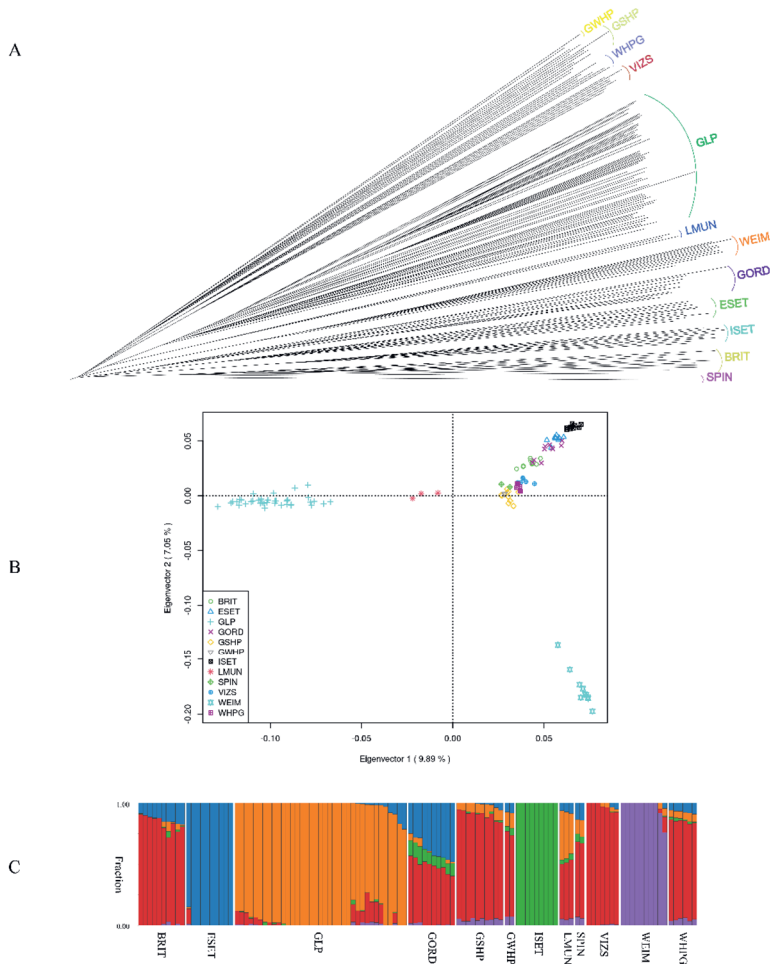 A
GWHP
GSHP
WHPG
VIZS
GLP
LMUN
WEIM
GORD
ESET
ISET
BRIT
SPIN
B
Eigenvector 2 ( 7.05 % )
0.05
0.00
-0.05
-0.10
-0.15
-0.20
BRIT
ESET
GLP
GORD
GSHP
GWHP
ISET
LMUN
SPIN
VIZS
WEIM
WHPG
-0.10
-0.05
0.00
0.05
Eigenvector 1 ( 9.89 % )
C
Fraction
1.00
0.00
BRIT
ESET
GLP
GORD
GSHP
GWHP
ISET
LMUN
SPIN
VIZS
WEIM
WHPG